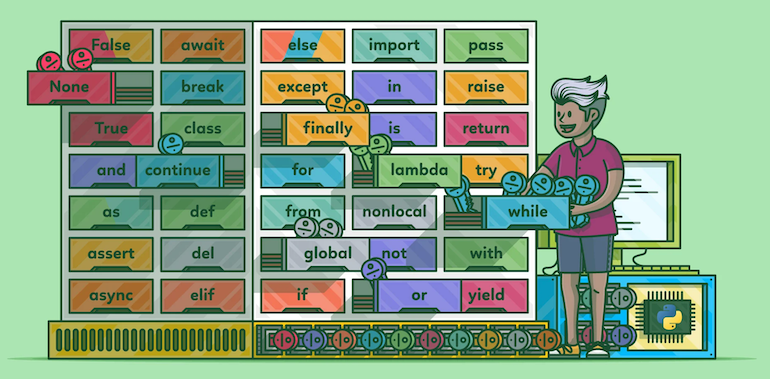 False await else import pass
None break except in raise
True class finally is return
and continue for lambda try
as def from nonlocal while
assert del global not with
async elif if or yield